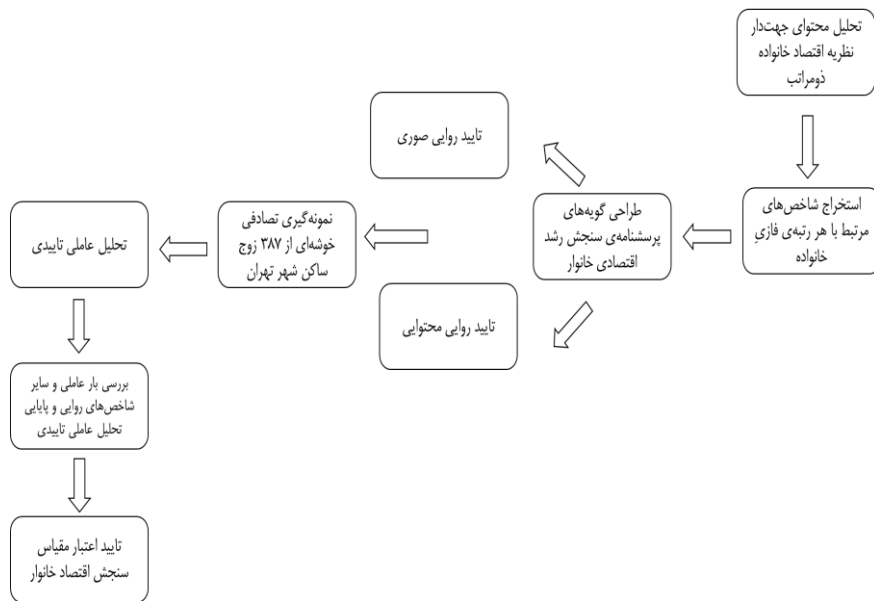 تحلیل محتوای جهت‌دار
نظریه اقتصاد خانواده
ذومراتب
استخراج شاخص‌های
مرتبط با هر رتبه‌ی فازیِ
خانواده
طراحی گویه‌های
پرسشنامه‌ی سنجش رشد
اقتصادی خانوار
تایید روایی صوری
تایید روایی محتوایی
نمونه‌گیری تصادفی
خوشه‌ای از ۳۸۷ زوج
ساکن شهر تهران
تحلیل عاملی تاییدی
بررسی بار عاملی و سایر
شاخص‌های روایی و پایایی
تحلیل عاملی تاییدی
تایید اعتبار مقیاس
سنجش اقتصاد خانوار